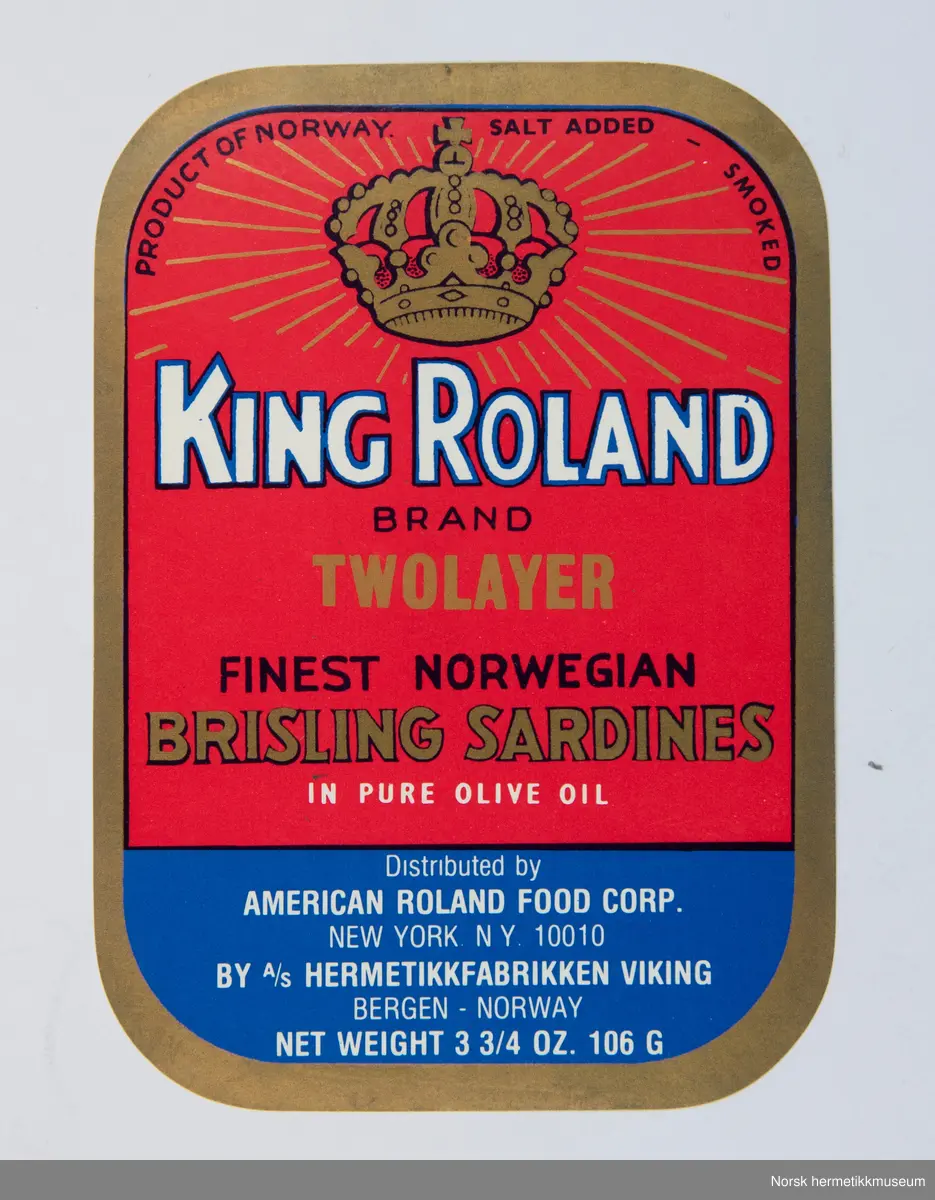 PRODUCT OF NORWAY. SALT ADDED - SMOKED
KING ROLAND
BRAND
TWOLAYER
FINEST NORWEGIAN
BRISLING SARDINES
IN PURE OLIVE OIL
Distributed by
AMERICAN ROLAND FOOD CORP.
NEW YORK. N Y. 10010
BY A/S HERMETIKKFABRIKKEN VIKING
BERGEN - NORWAY
NET WEIGHT 3 3/4 OZ. 106 G
Norsk hermetikkmuseum